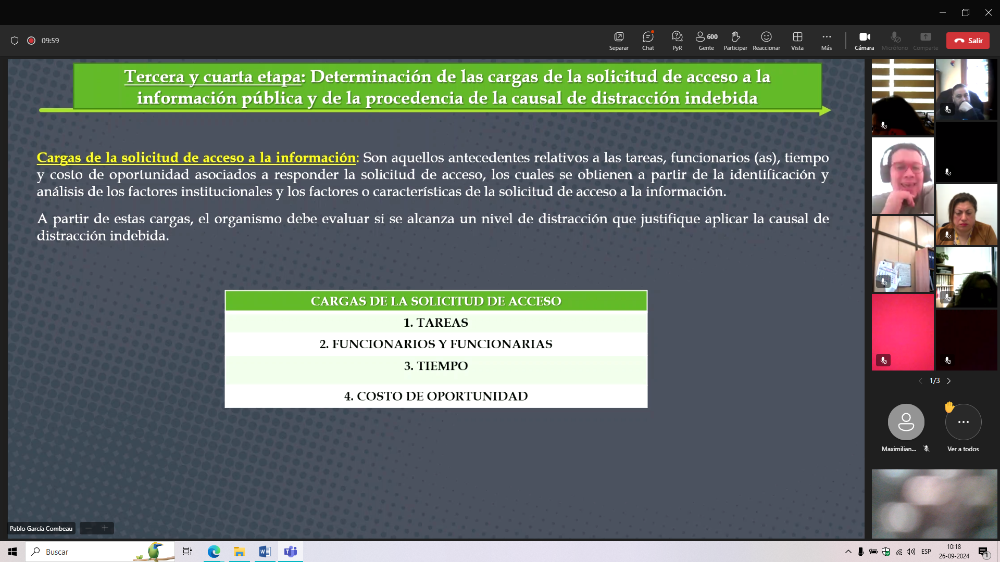 09:59
Separar
Chat
PyR
600
Gente
Participar
Reaccionar
Vista
Más
Cámara
Micrófono
Comparte
Salir
Tercera y cuarta etapa: Determinación de las cargas de la solicitud de acceso a la
información pública y de la procedencia de la causal de distracción indebida
Cargas de la solicitud de acceso a la información: Son aquellos antecedentes relativos a las tareas, funcionarios (as), tiempo
y costo de oportunidad asociados a responder la solicitud de acceso, los cuales se obtienen a partir de la identificación y
análisis de los factores institucionales y los factores o características de la solicitud de acceso a la información.
A partir de estas cargas, el organismo debe evaluar si se alcanza un nivel de distracción que justifique aplicar la causal de
distracción indebida.
CARGAS DE LA SOLICITUD DE ACCESO
1. TAREAS
2. FUNCIONARIOS Y FUNCIONARIAS
3. TIEMPO
4. COSTO DE OPORTUNIDAD
1/3
Maximilian...
Ver a todos
Pablo García Combeau
Buscar
ESP
10:18
26-09-2024
1